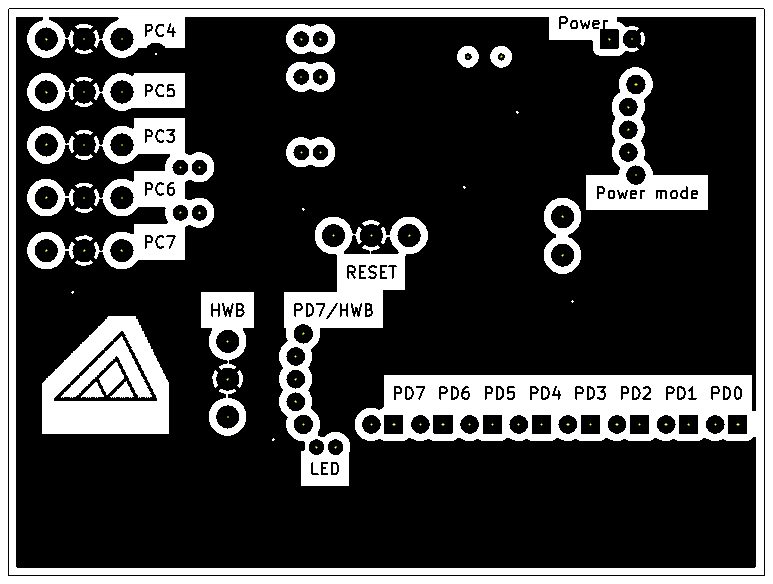 PC4
Power
PC5
PC3
PC6
Power mode
PC7
RESET
HWB
PD7/HWB
PD7 PD6 PD5 PD4 PD3 PD2 PD1 PD0
LED